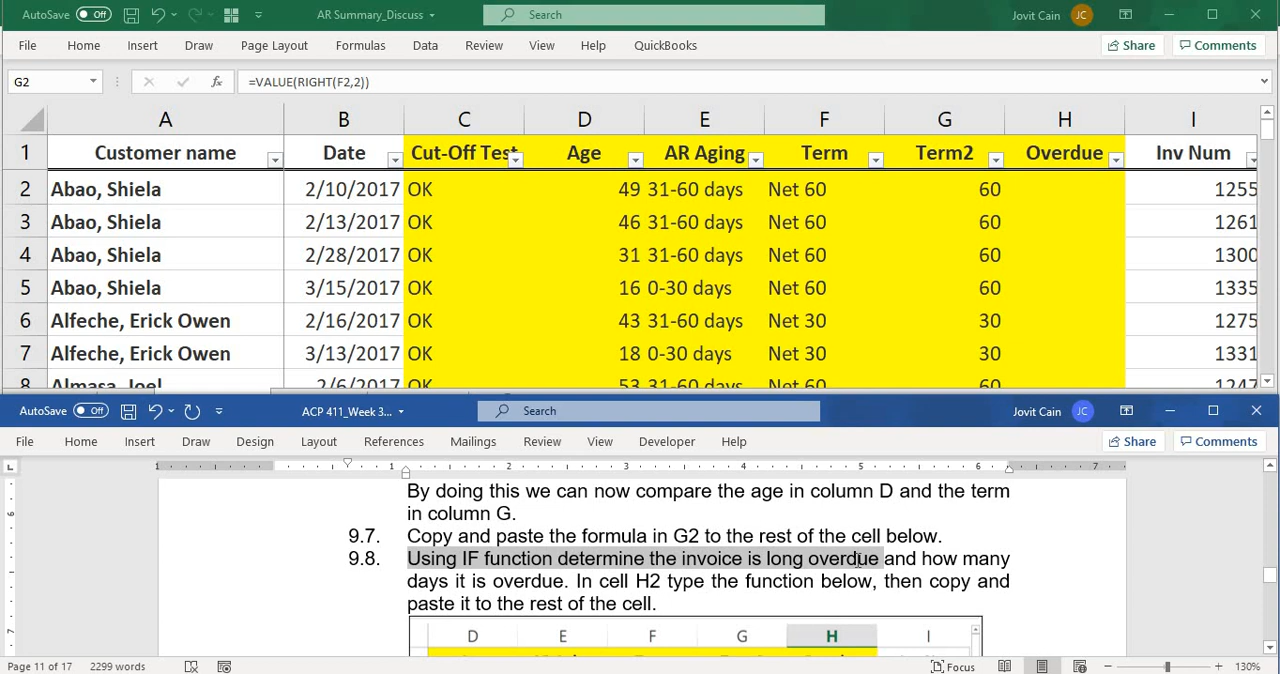 AutoSave Off AR Summary_Discuss Search Jovit Cain JC
File Home Insert Draw Page Layout Formulas Data Review View Help QuickBooks Share Comments
G2 fx =VALUE(RIGHT(F2,2))
A B C D E F G H I
1 Customer name Date Cut-Off Test Age AR Aging Term Term2 Overdue Inv Num
2 Abao, Shiela 2/10/2017 OK 49 31-60 days Net 60 60 1255
3 Abao, Shiela 2/13/2017 OK 46 31-60 days Net 60 60 1261
4 Abao, Shiela 2/28/2017 OK 31 31-60 days Net 60 60 1300
5 Abao, Shiela 3/15/2017 OK 16 0-30 days Net 60 60 1335
6 Alfeche, Erick Owen 2/16/2017 OK 43 31-60 days Net 30 30 1275
7 Alfeche, Erick Owen 3/13/2017 OK 18 0-30 days Net 30 30 1331
8 Almasa, Joel 2/6/2017 OK 53 31-60 days Net 60 60 1247
AutoSave Off ACP 411_Week 3... Search Jovit Cain JC
File Home Insert Draw Design Layout References Mailings Review View Developer Help Share Comments
1 1 2 3 4 5 6 7
By doing this we can now compare the age in column D and the term
in column G.
9.7. Copy and paste the formula in G2 to the rest of the cell below.
9.8. Using IF function determine the invoice is long overdue and how many
days it is overdue. In cell H2 type the function below, then copy and
paste it to the rest of the cell.
D E F G H I
Page 11 of 17 2299 words Focus 130%